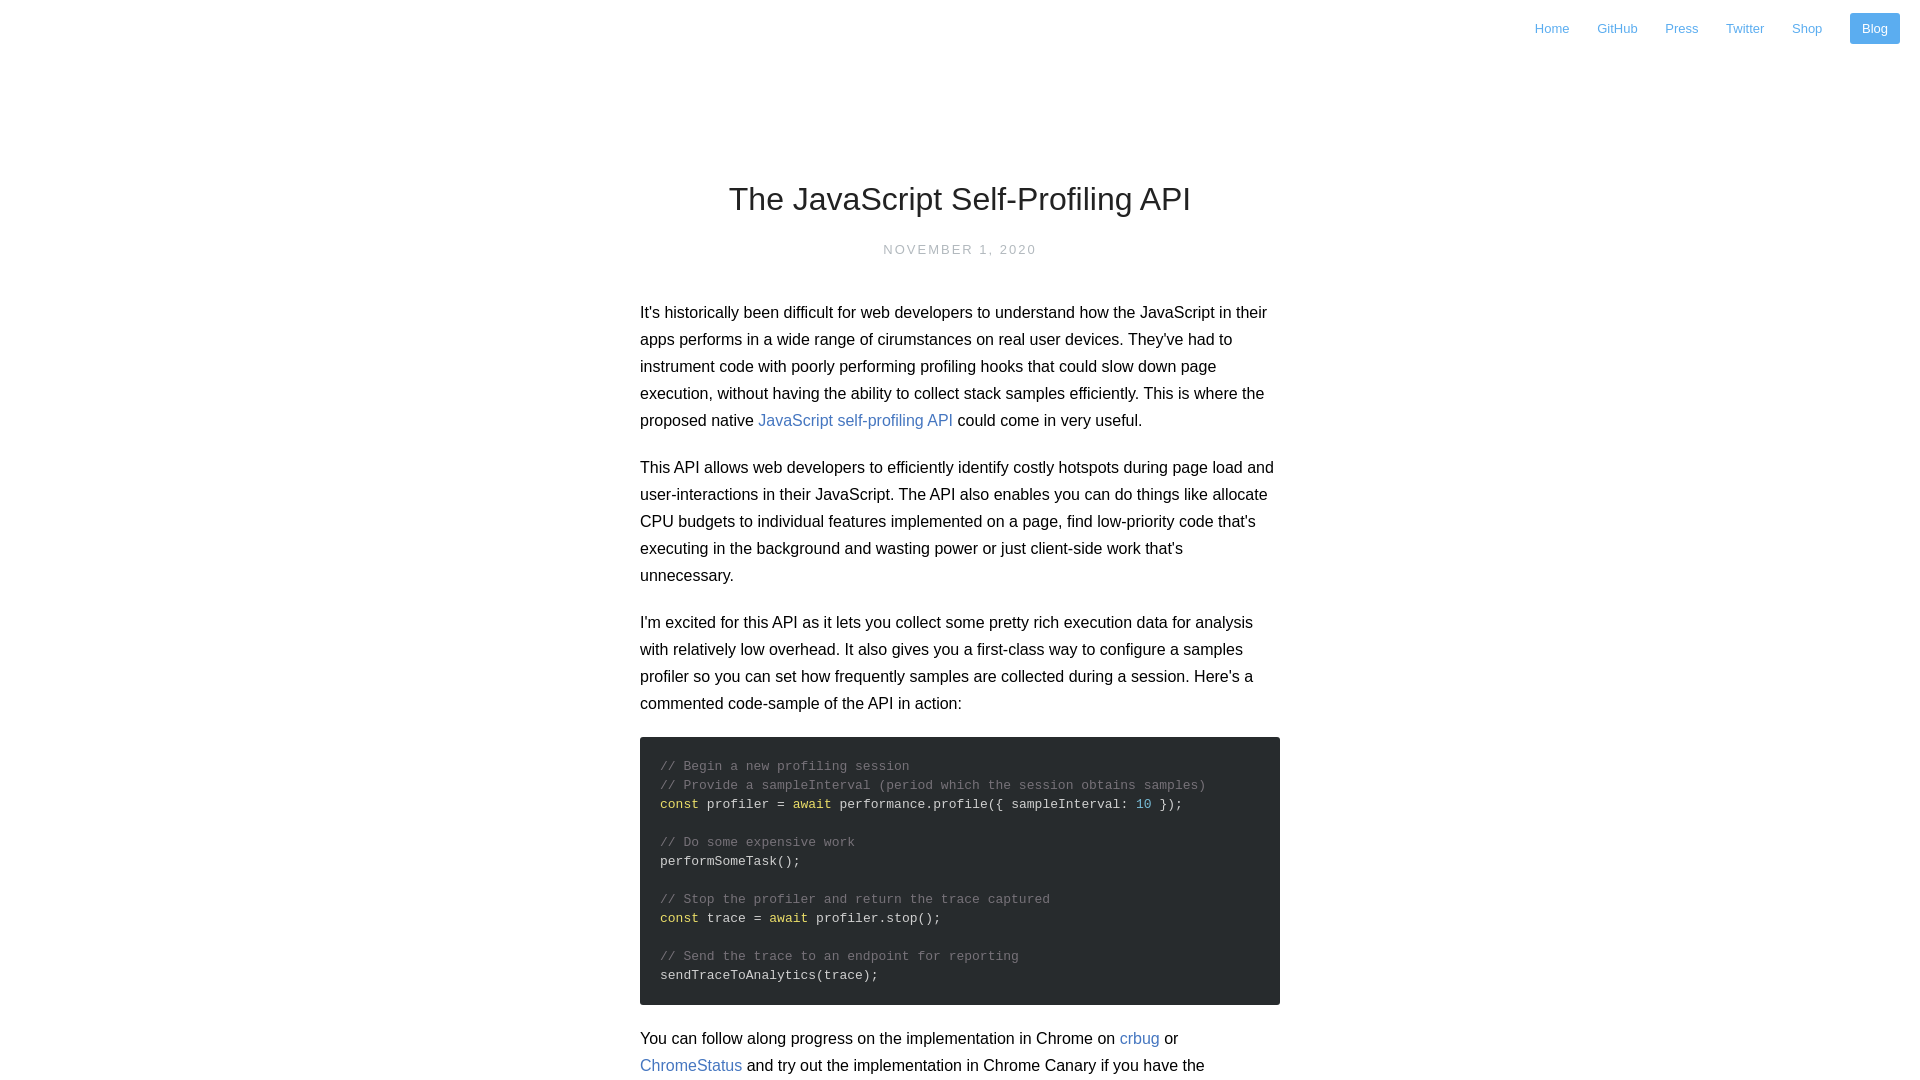 Home GitHub Press Twitter Shop Blog
The JavaScript Self-Profiling API
NOVEMBER 1, 2020
It's historically been difficult for web developers to understand how the JavaScript in their
apps performs in a wide range of cirumstances on real user devices. They've had to
instrument code with poorly performing profiling hooks that could slow down page
execution, without having the ability to collect stack samples efficiently. This is where the
proposed native JavaScript self-profiling API could come in very useful.
This API allows web developers to efficiently identify costly hotspots during page load and
user-interactions in their JavaScript. The API also enables you can do things like allocate
CPU budgets to individual features implemented on a page, find low-priority code that's
executing in the background and wasting power or just client-side work that's
unnecessary.
I'm excited for this API as it lets you collect some pretty rich execution data for analysis
with relatively low overhead. It also gives you a first-class way to configure a samples
profiler so you can set how frequently samples are collected during a session. Here's a
commented code-sample of the API in action:
// Begin a new profiling session
// Provide a sampleInterval (period which the session obtains samples)
const profiler = await performance.profile({ sampleInterval: 10 });
// Do some expensive work
performSomeTask();
// Stop the profiler and return the trace captured
const trace = await profiler.stop();
// Send the trace to an endpoint for reporting
sendTraceToAnalytics(trace);
You can follow along progress on the implementation in Chrome on crbug or
ChromeStatus and try out the implementation in Chrome Canary if you have the